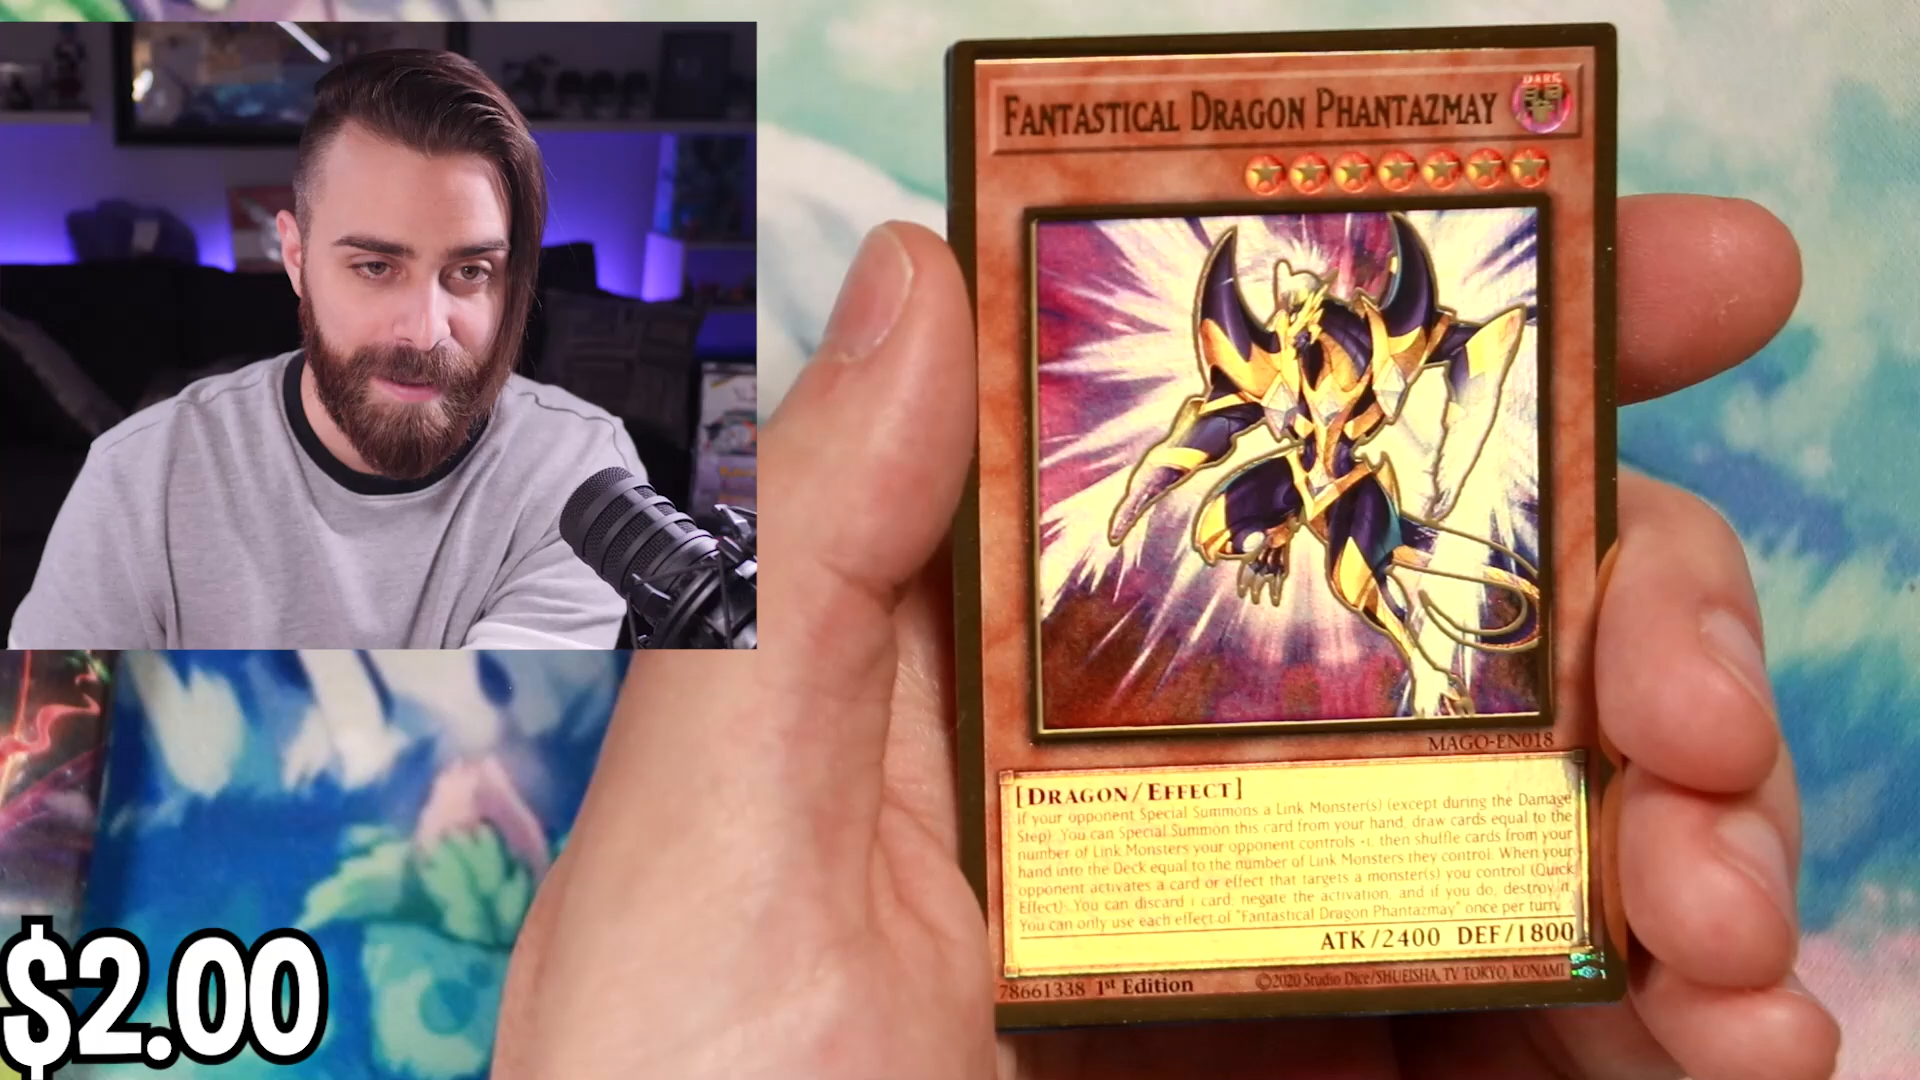 FANTASTICAL DRAGON PHANTAZMAY
DARK
MAGO-EN018
[DRAGON/EFFECT]
If your opponent Special Summons a Link Monster(s) (except during the Damage
Step): You can Special Summon this card from your hand, draw cards equal to the
number of Link Monsters your opponent controls +1, then shuffle cards from your
hand into the Deck equal to the number of Link Monsters they control. When your
opponent activates a card or effect that targets a monster(s) you control (Quick
Effect): You can discard 1 card; negate the activation, and if you do, destroy it.
You can only use each effect of "Fantastical Dragon Phantazmay" once per turn.
ATK/2400 DEF/1800
78661338 1st Edition
©2020 Studio Dice/SHUEISHA, TV TOKYO, KONAMI
$2.00